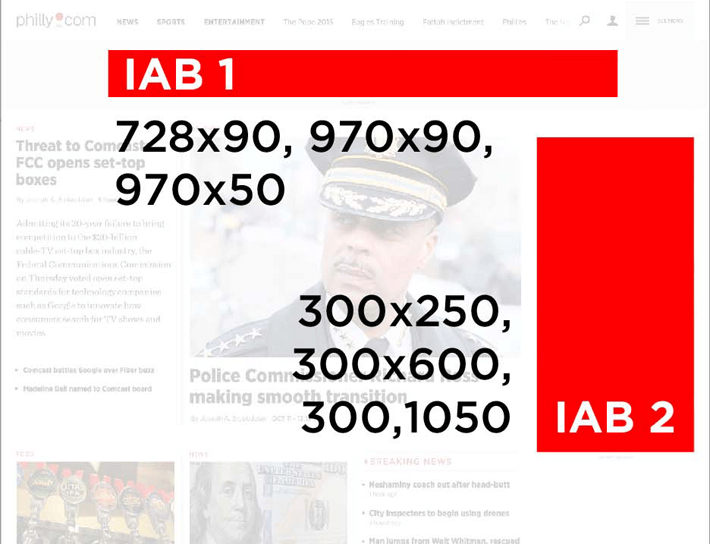 philly.com NEWS SPORTS ENTERTAINMENT The Pope 2015 Eagles Training Fattah Indictment Phillies
IAB 1
728x90, 970x90,
970x50
NEWS
Threat to Comcast:
FCC opens set-top
boxes
Admitting its 20-year failure to bring
competition to the $20-billion
cable-TV set-top box industry, the
Federal Communications Commission
on Thursday voted open set-top
standards for technology companies
such as Google to innovate how
consumers search for TV shows and
movies.
Comcast battles Google over Fiber buzz
Madeline Bell named to Comcast board
300x250,
300x600,
300,1050
IAB 2
Police Commissioner Richard Ross
making smooth transition
FOOD
NEWS
BREAKING NEWS
Neshaminy coach out after head-butt
City inspectors to begin using drones
Man jumps from Walt Whitman, rescued